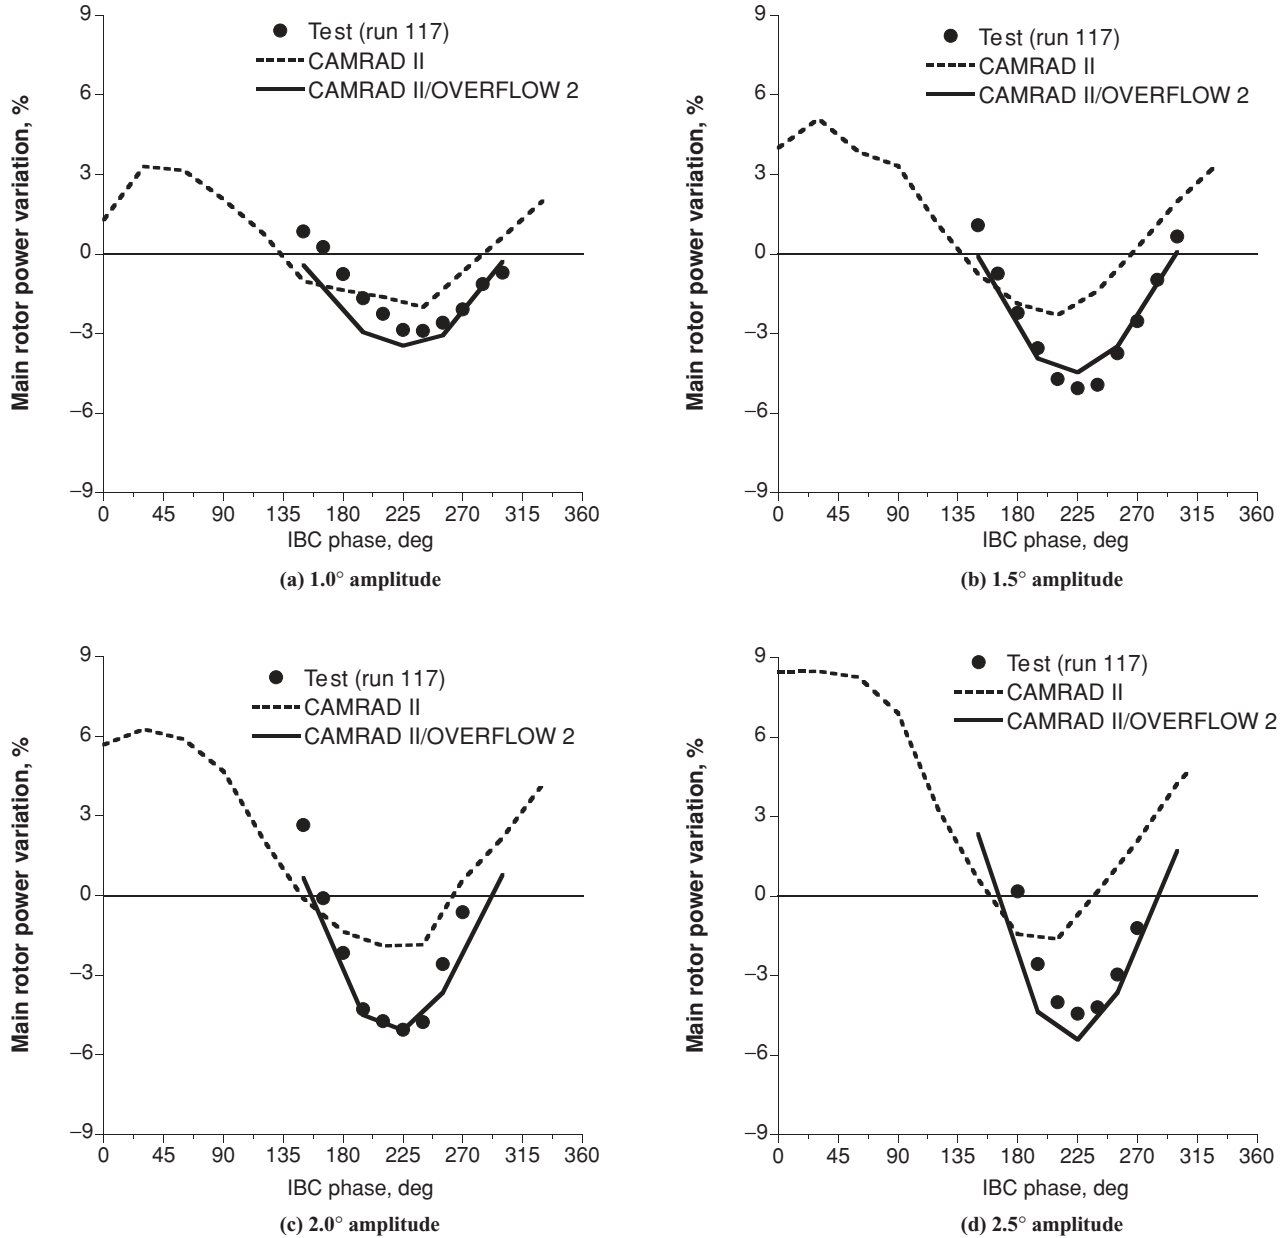 Main rotor power variation, %
9
6
3
0
–3
–6
–9
Test (run 117)
CAMRAD II
CAMRAD II/OVERFLOW 2
0 45 90 135 180 225 270 315 360
IBC phase, deg
(a) 1.0° amplitude
Main rotor power variation, %
9
6
3
0
–3
–6
–9
Test (run 117)
CAMRAD II
CAMRAD II/OVERFLOW 2
0 45 90 135 180 225 270 315 360
IBC phase, deg
(b) 1.5° amplitude
Main rotor power variation, %
9
6
3
0
–3
–6
–9
Test (run 117)
CAMRAD II
CAMRAD II/OVERFLOW 2
0 45 90 135 180 225 270 315 360
IBC phase, deg
(c) 2.0° amplitude
Main rotor power variation, %
9
6
3
0
–3
–6
–9
Test (run 117)
CAMRAD II
CAMRAD II/OVERFLOW 2
0 45 90 135 180 225 270 315 360
IBC phase, deg
(d) 2.5° amplitude